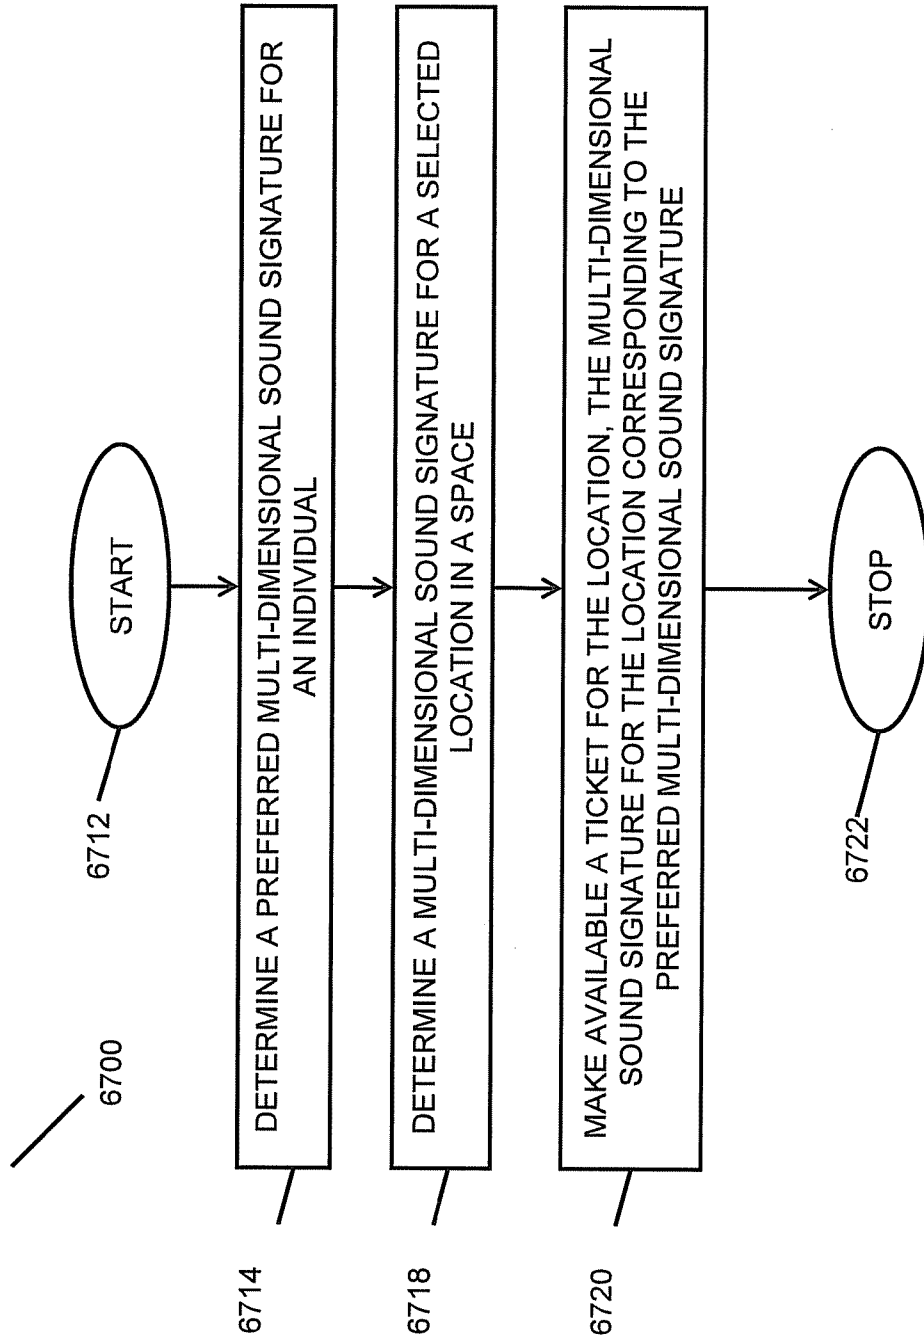 6700
START
6712
DETERMINE A PREFERRED MULTI-DIMENSIONAL SOUND SIGNATURE FOR
AN INDIVIDUAL
6714
DETERMINE A MULTI-DIMENSIONAL SOUND SIGNATURE FOR A SELECTED
LOCATION IN A SPACE
6718
MAKE AVAILABLE A TICKET FOR THE LOCATION, THE MULTI-DIMENSIONAL
SOUND SIGNATURE FOR THE LOCATION CORRESPONDING TO THE
PREFERRED MULTI-DIMENSIONAL SOUND SIGNATURE
6720
STOP
6722